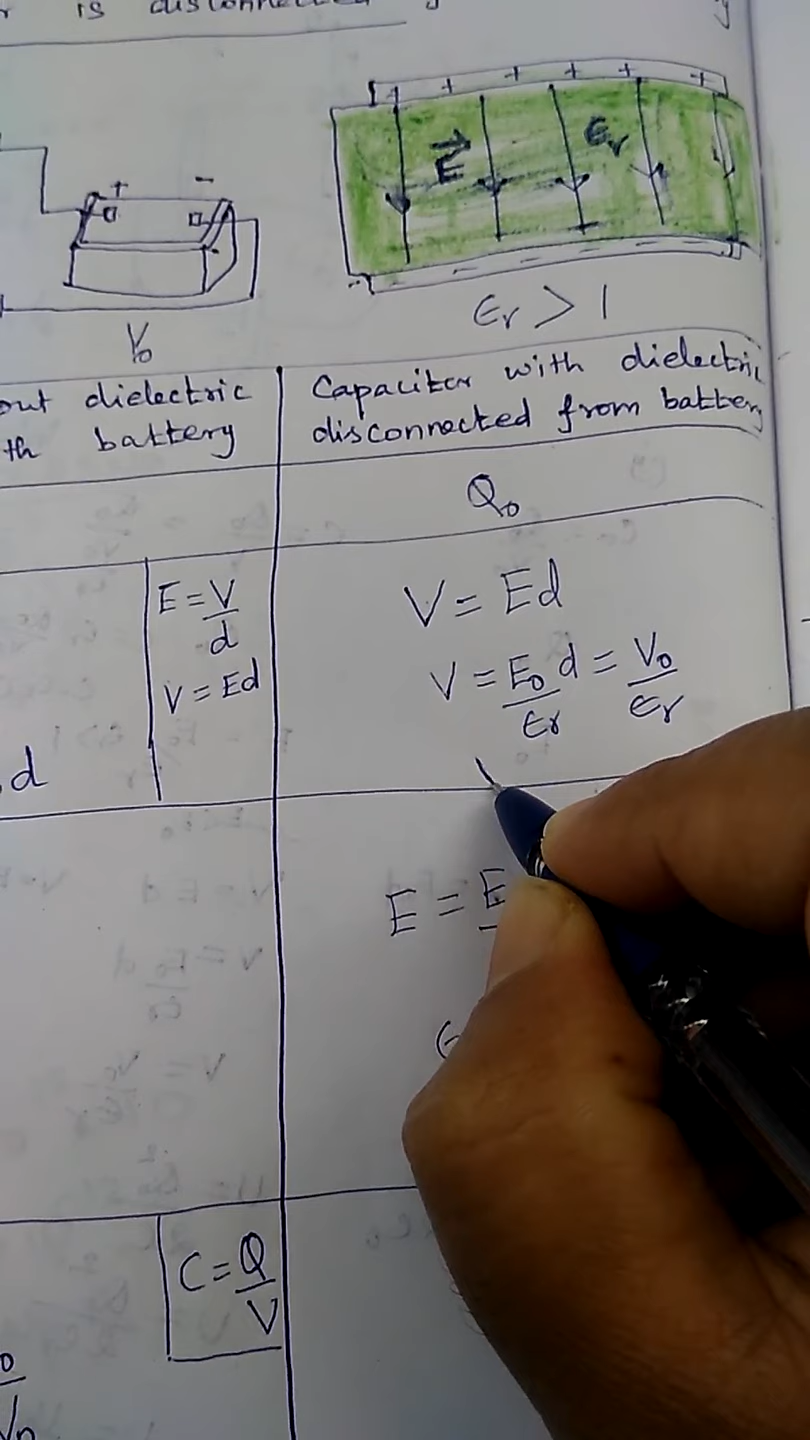 is disconnected
+ + + + + +
E⃗ εr
+ -
- - - - - -
V₀
εr > 1
out dielectric
th battery
Capacitor with dielectric
disconnected from battery
Q₀
E = V/d
V = Ed
V = Ed
V = E₀/εr d = V₀/εr
d
E = E
C = Q/V